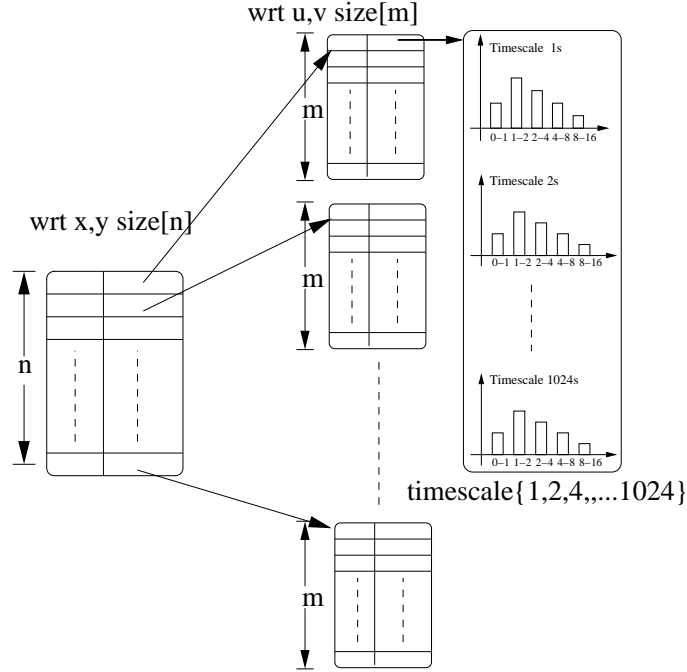 wrt u,v size[m]
m
Timescale 1s
0–1 1–2 2–4 4–8 8–16
wrt x,y size[n]
m
Timescale 2s
0–1 1–2 2–4 4–8 8–16
n
Timescale 1024s
0–1 1–2 2–4 4–8 8–16
timescale{1,2,4,,...1024}
m